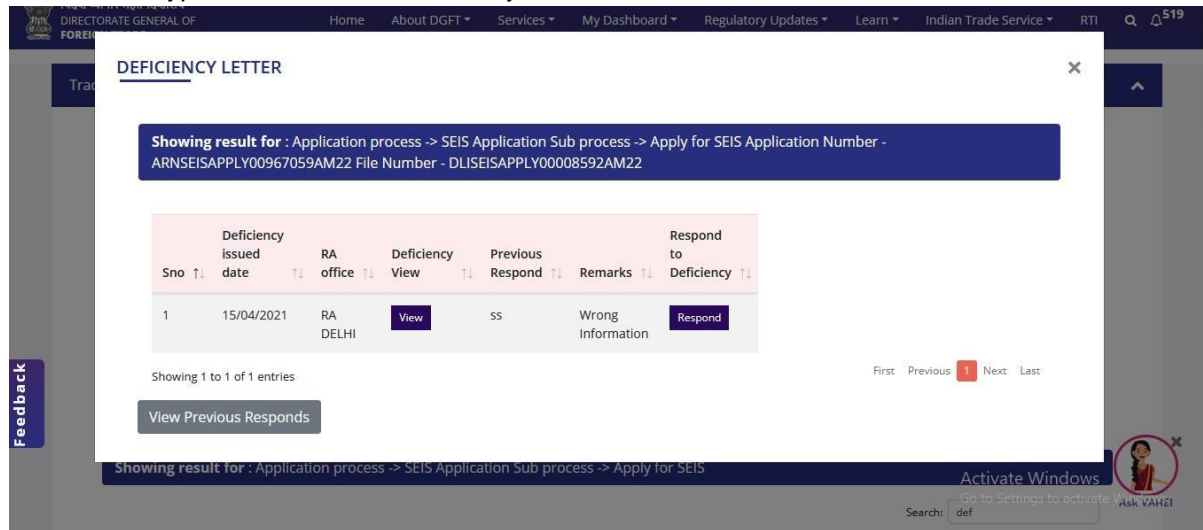 DIRECTORATE GENERAL OF
Home About DGFT Services My Dashboard Regulatory Updates Learn Indian Trade Service RTI 519
DEFICIENCY LETTER
×
Showing result for : Application process -> SEIS Application Sub process -> Apply for SEIS Application Number -
ARNSEISAPPLY00967059AM22 File Number - DLISEISAPPLY00008592AM22
Sno Deficiency issued date RA office Deficiency View Previous Respond Remarks Respond to Deficiency
1 15/04/2021 RA DELHI View ss Wrong Information Respond
Showing 1 to 1 of 1 entries
First Previous 1 Next Last
View Previous Responds
Feedback
Showing result for : Application process -> SEIS Application Sub process -> Apply for SEIS
Activate Windows
Go to Settings to activate
Ask VAHEI
Search: def